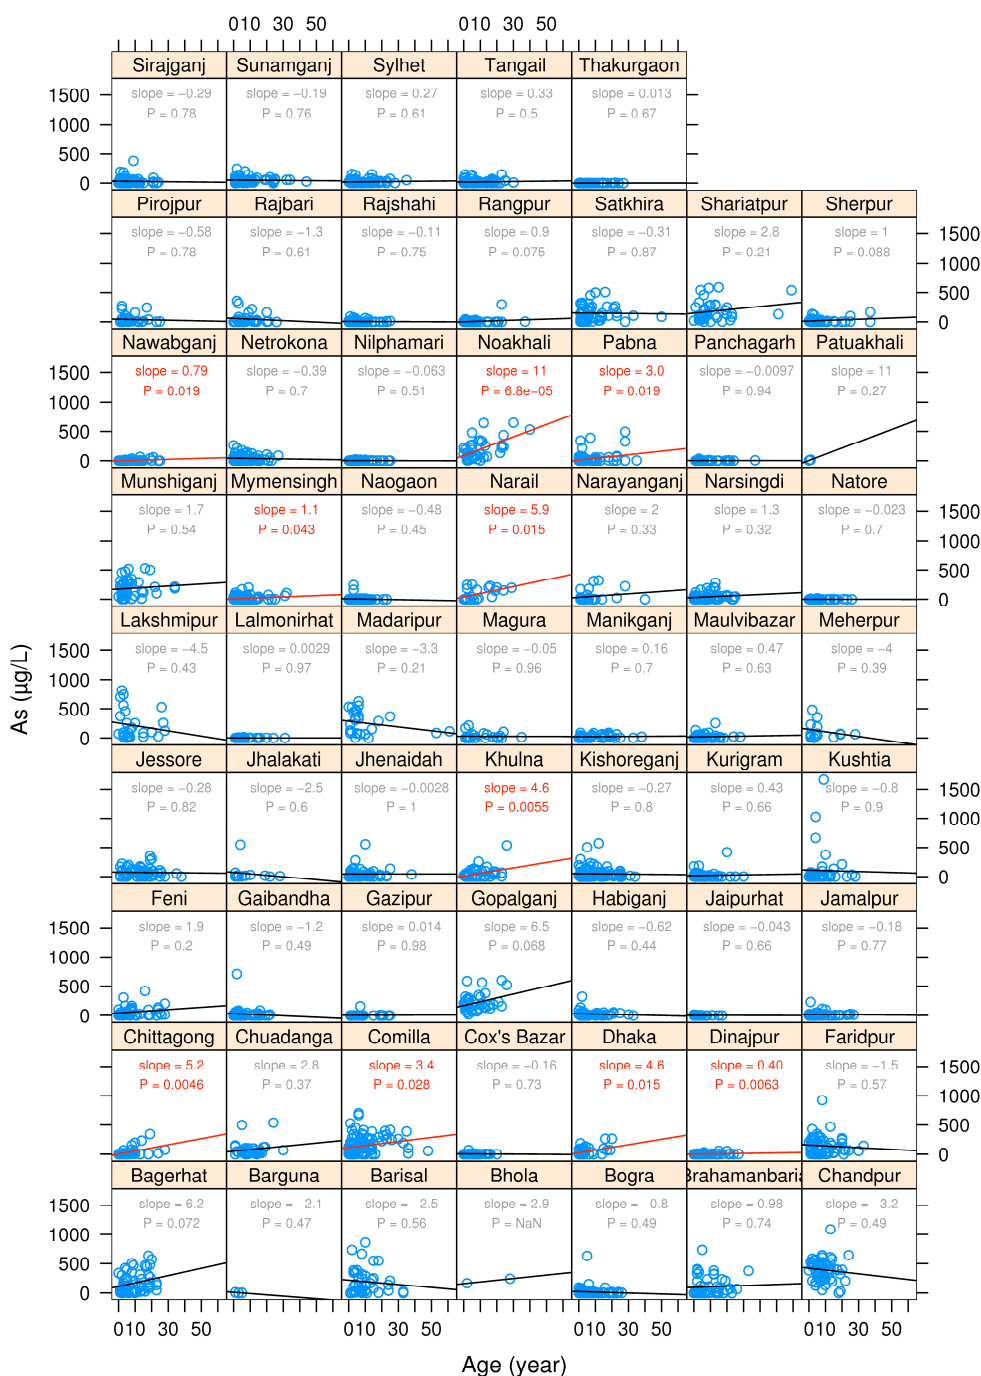 010 30 50
Sirajganj Sunamganj Sylhet Tangail Thakurgaon
slope = −0.29 slope = −0.19 slope = 0.27 slope = 0.33 slope = 0.013
P = 0.78 P = 0.76 P = 0.61 P = 0.5 P = 0.67
1500
1000
500
0
Pirojpur Rajbari Rajshahi Rangpur Satkhira Shariatpur Sherpur
slope = −0.58 slope = −1.3 slope = −0.11 slope = 0.9 slope = −0.31 slope = 2.8 slope = 1
P = 0.78 P = 0.61 P = 0.75 P = 0.075 P = 0.87 P = 0.21 P = 0.088
1500
1000
500
0
Nawabganj Netrokona Nilphamari Noakhali Pabna Panchagarh Patuakhali
slope = 0.79 slope = −0.39 slope = −0.063 slope = 11 slope = 3.0 slope = −0.0097 slope = 11
P = 0.019 P = 0.7 P = 0.51 P = 6.8e−05 P = 0.019 P = 0.94 P = 0.27
1500
1000
500
0
Munshiganj Mymensingh Naogaon Narail Narayanganj Narsingdi Natore
slope = 1.7 slope = 1.1 slope = −0.48 slope = 5.9 slope = 2 slope = 1.3 slope = −0.023
P = 0.54 P = 0.043 P = 0.45 P = 0.015 P = 0.33 P = 0.32 P = 0.7
1500
1000
500
0
Lakshmipur Lalmonirhat Madaripur Magura Manikganj Maulvibazar Meherpur
slope = −4.5 slope = 0.0029 slope = −3.3 slope = −0.05 slope = 0.16 slope = 0.47 slope = −4
P = 0.43 P = 0.97 P = 0.21 P = 0.96 P = 0.7 P = 0.63 P = 0.39
1500
1000
500
0
As (µg/L)
Jessore Jhalakati Jhenaidah Khulna Kishoreganj Kurigram Kushtia
slope = −0.28 slope = −2.5 slope = −0.0028 slope = 4.6 slope = −0.27 slope = 0.43 slope = −0.8
P = 0.82 P = 0.6 P = 1 P = 0.0055 P = 0.8 P = 0.66 P = 0.9
1500
1000
500
0
Feni Gaibandha Gazipur Gopalganj Habiganj Jaipurhat Jamalpur
slope = 1.9 slope = −1.2 slope = 0.014 slope = 6.5 slope = −0.62 slope = −0.043 slope = −0.18
P = 0.2 P = 0.49 P = 0.98 P = 0.068 P = 0.44 P = 0.66 P = 0.77
1500
1000
500
0
Chittagong Chuadanga Comilla Cox's Bazar Dhaka Dinajpur Faridpur
slope = 5.2 slope = 2.8 slope = 3.4 slope = −0.16 slope = 4.6 slope = 0.40 slope = −1.5
P = 0.0046 P = 0.37 P = 0.028 P = 0.73 P = 0.015 P = 0.0063 P = 0.57
1500
1000
500
0
Bagerhat Barguna Barisal Bhola Bogra Brahamanbaria Chandpur
slope = 6.2 slope = 2.1 slope = 2.5 slope = 2.9 slope = 0.8 slope = 0.98 slope = 3.2
P = 0.072 P = 0.47 P = 0.56 P = NaN P = 0.49 P = 0.74 P = 0.49
1500
1000
500
0
010 30 50 010 30 50 010 30 50 010 30 50
Age (year)